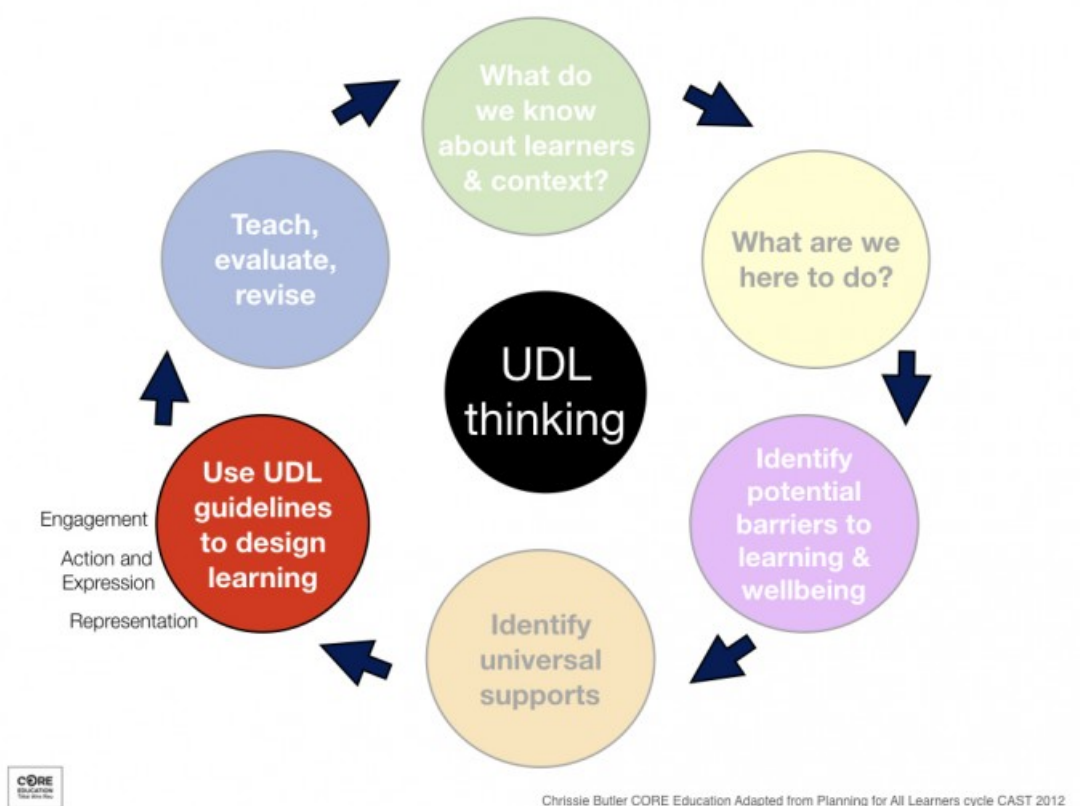 What do
we know
about learners
& context?
What are we
here to do?
Identify
potential
barriers to
learning &
wellbeing
Identify
universal
supports
Use UDL
guidelines
to design
learning
Engagement
Action and
Expression
Representation
Teach,
evaluate,
revise
UDL
thinking
CORE
EDUCATION
Chrissie Butler CORE Education Adapted from Planning for All Learners cycle CAST 2012